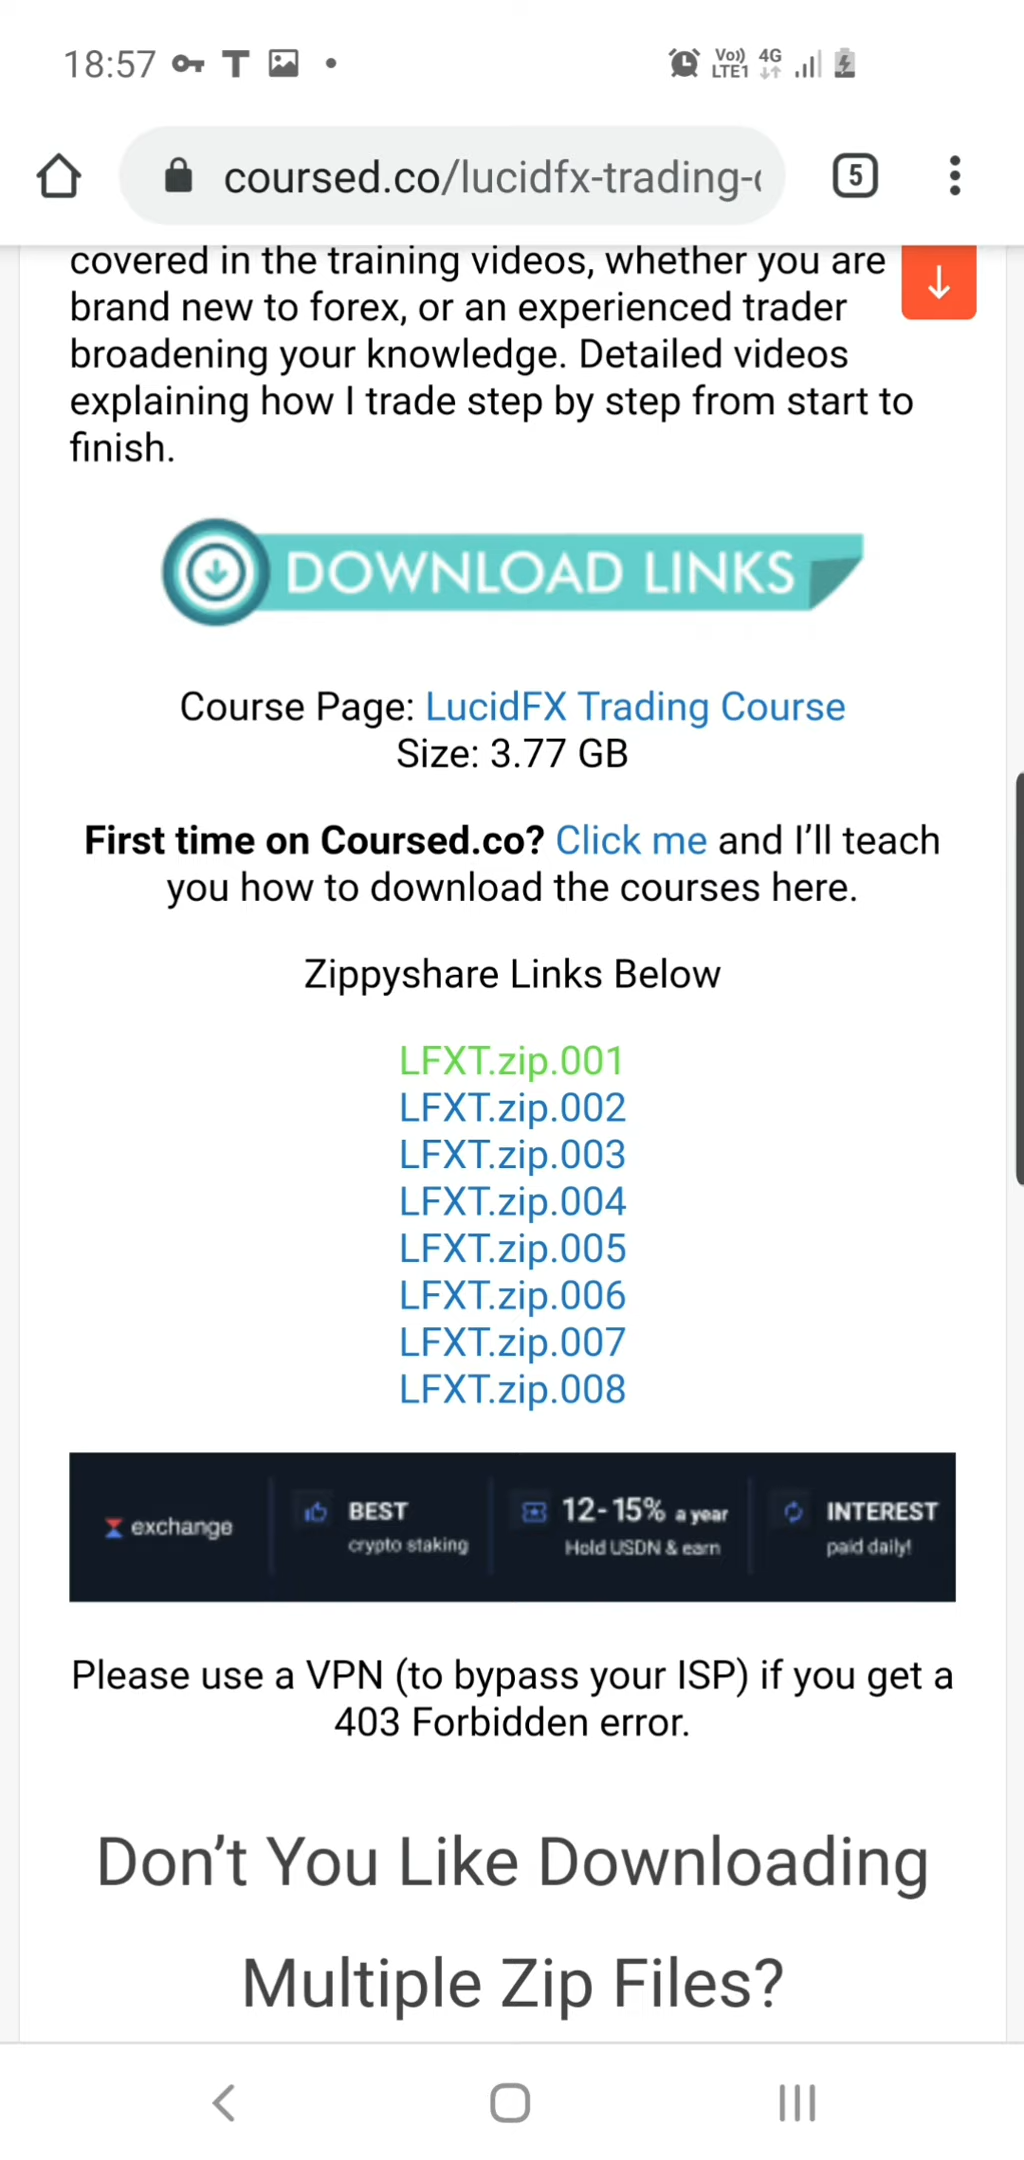 18:57
Vo)) 4G
LTE1
coursed.co/lucidfx-trading-
5
covered in the training videos, whether you are
brand new to forex, or an experienced trader
broadening your knowledge. Detailed videos
explaining how I trade step by step from start to
finish.
DOWNLOAD LINKS
Course Page: LucidFX Trading Course
Size: 3.77 GB
First time on Coursed.co? Click me and I’ll teach
you how to download the courses here.
Zippyshare Links Below
LFXT.zip.001
LFXT.zip.002
LFXT.zip.003
LFXT.zip.004
LFXT.zip.005
LFXT.zip.006
LFXT.zip.007
LFXT.zip.008
exchange
BEST
crypto staking
12-15% a year
Hold USDN & earn
INTEREST
paid daily!
Please use a VPN (to bypass your ISP) if you get a
403 Forbidden error.
Don’t You Like Downloading
Multiple Zip Files?